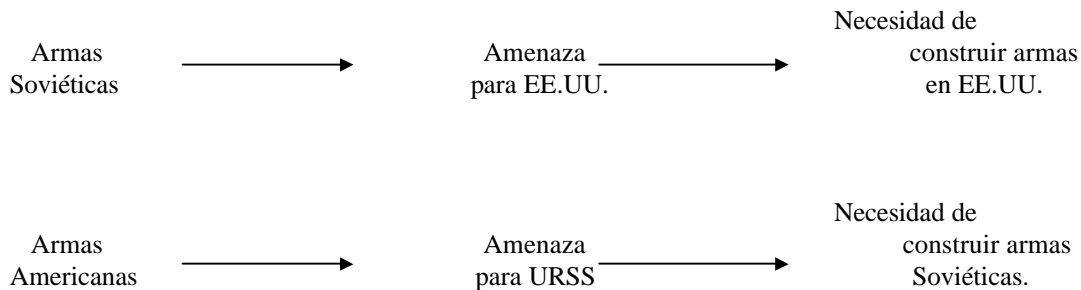 Armas
Soviéticas
Amenaza
para EE.UU.
Necesidad de
construir armas
en EE.UU.
Armas
Americanas
Amenaza
para URSS
Necesidad de
construir armas
Soviéticas.